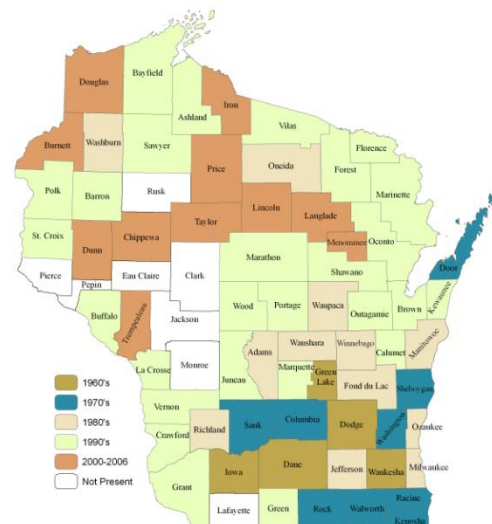 Douglas
Bayfield
Iron
Ashland
Vilas
Burnett
Washburn
Sawyer
Florence
Oneida
Forest
Price
Marinette
Polk
Barron
Rusk
Lincoln
Langlade
Taylor
Menominee
Oconto
St. Croix
Chippewa
Dunn
Door
Marathon
Shawano
Pierce
Pepin
Eau Claire
Clark
Kewaunee
Buffalo
Trempealeau
Jackson
Wood
Portage
Waupaca
Outagamie
Brown
Waushara
Winnebago
Calumet
Manitowoc
Adams
Monroe
La Crosse
Juneau
Marquette
Green
Lake
Fond du Lac
Sheboygan
Vernon
Crawford
Richland
Sauk
Columbia
Dodge
Washington
Ozaukee
Iowa
Dane
Jefferson
Waukesha
Milwaukee
Grant
Lafayette
Green
Rock
Walworth
Racine
Kenosha
1960's
1970's
1980's
1990's
2000-2006
Not Present